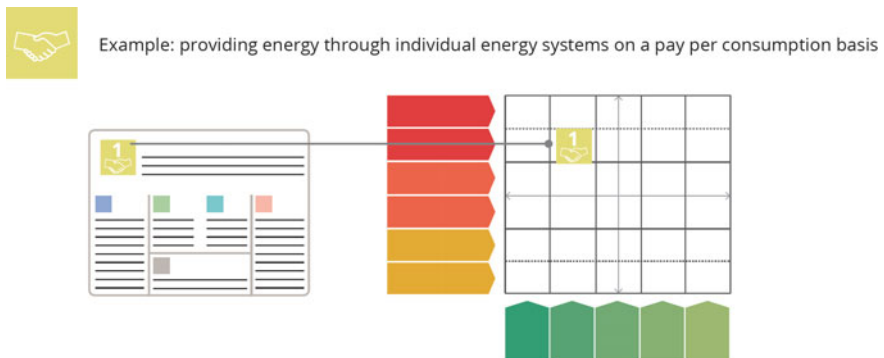 Example: providing energy through individual energy systems on a pay per consumption basis
1
1